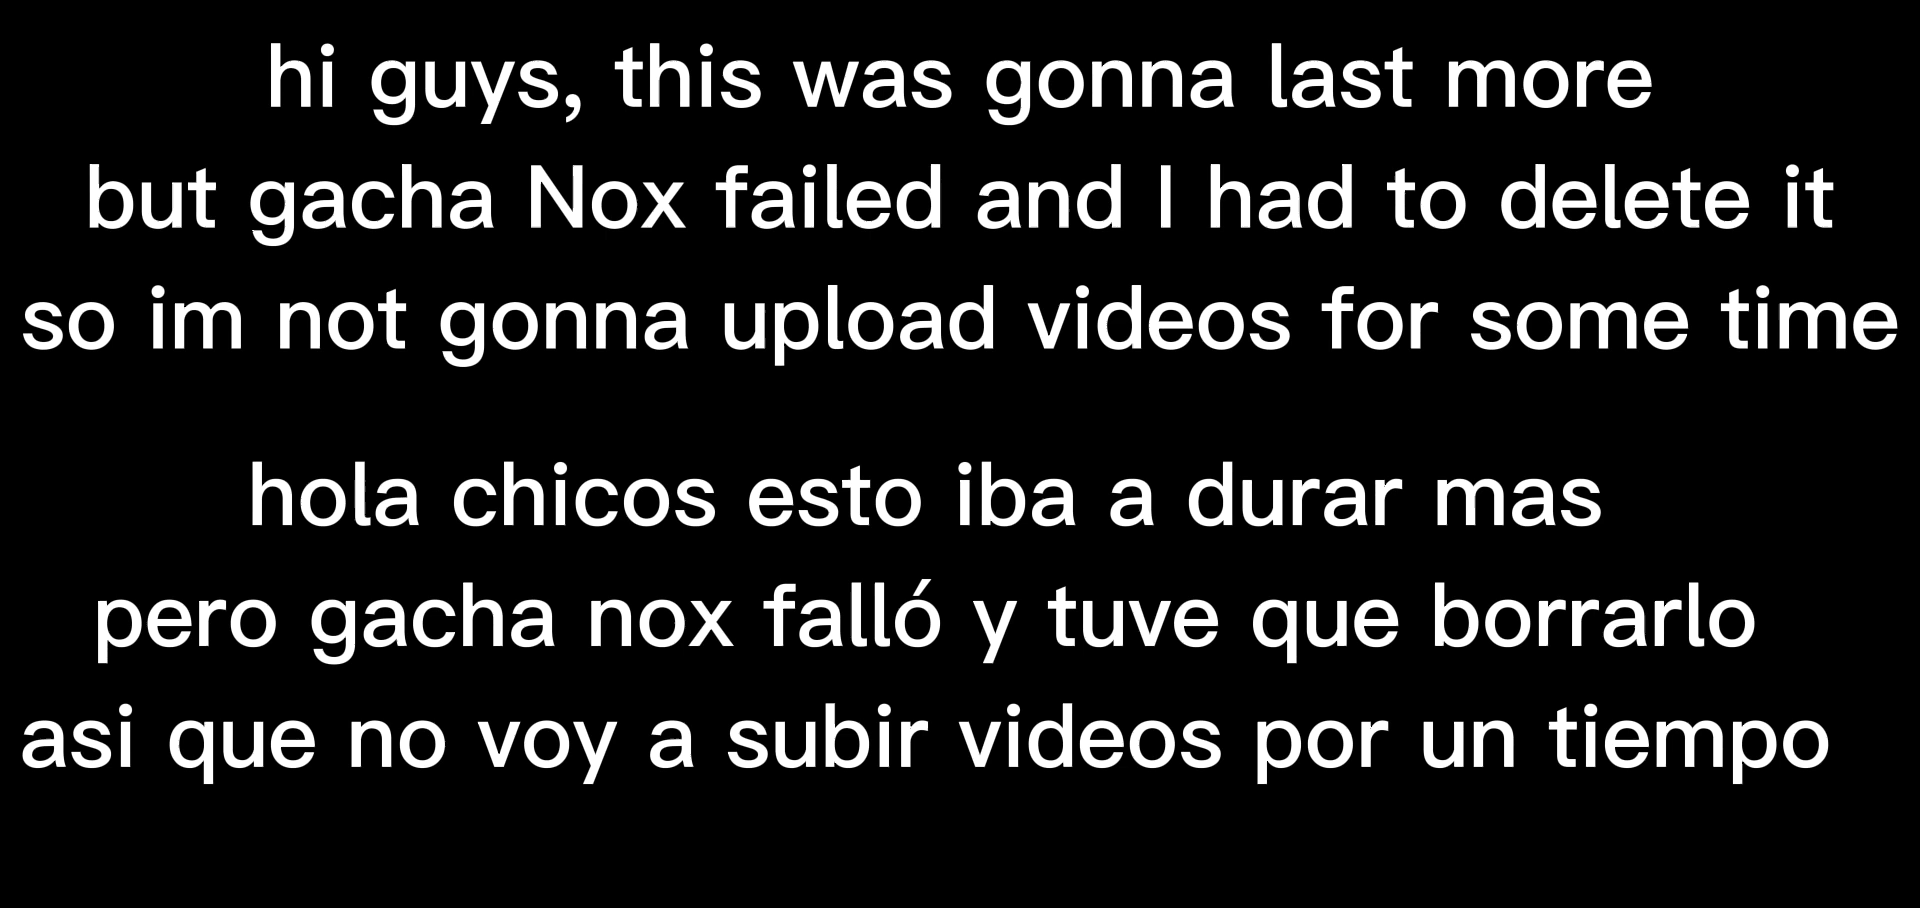 hi guys, this was gonna last more
but gacha Nox failed and I had to delete it
so im not gonna upload videos for some time
hola chicos esto iba a durar mas
pero gacha nox falló y tuve que borrarlo
asi que no voy a subir videos por un tiempo